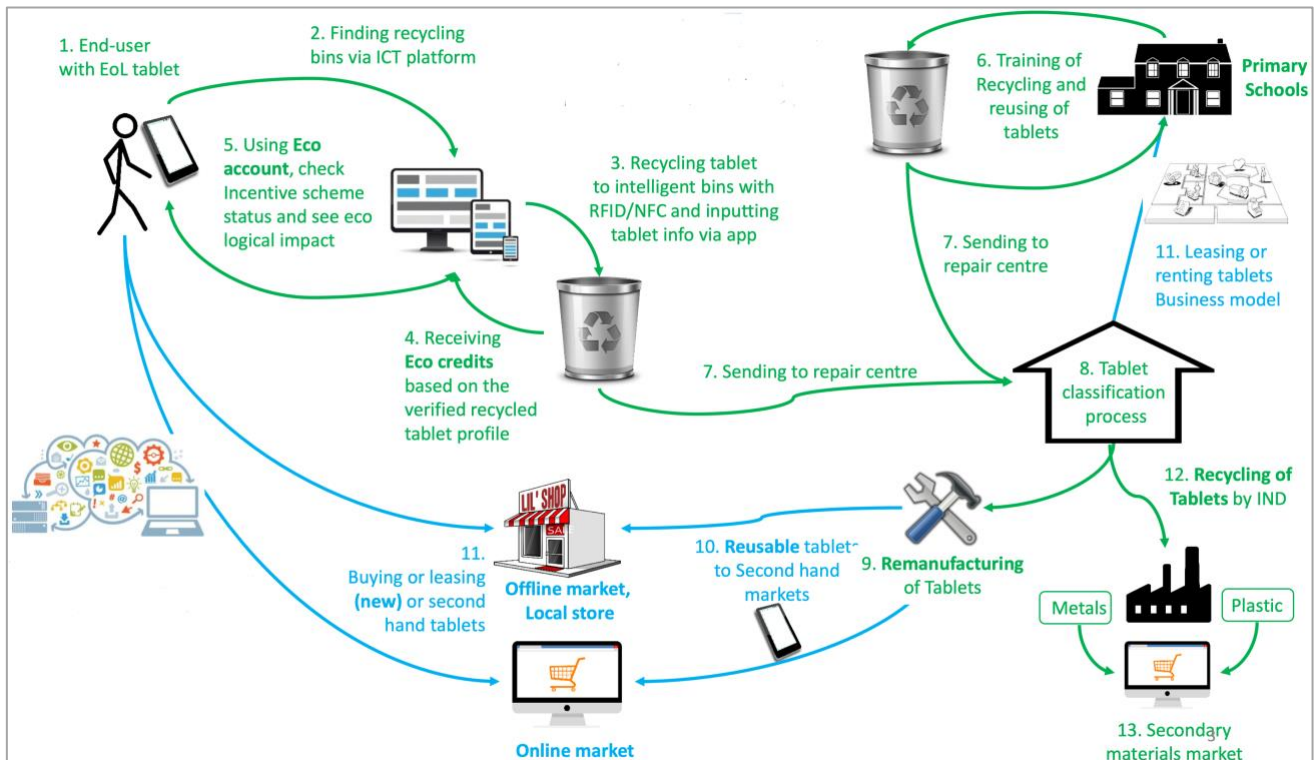 1. End-user
with EoL tablet
2. Finding recycling
bins via ICT platform
5. Using Eco
account, check
Incentive scheme
status and see eco
logical impact
3. Recycling tablet
to intelligent bins with
RFID/NFC and inputting
tablet info via app
4. Receiving
Eco credits
based on the
verified recycled
tablet profile
6. Training of
Recycling and
reusing of
tablets
Primary
Schools
7. Sending to
repair centre
11. Leasing or
renting tablets
Business model
7. Sending to repair centre
8. Tablet
classification
process
LIL' SHOP
SA
Offline market,
Local store
11.
Buying or leasing
(new) or second
hand tablets
10. Reusable tablets
to Second hand
markets
9. Remanufacturing
of Tablets
12. Recycling of
Tablets by IND
Metals
Plastic
Online market
13. Secondary
materials market
3